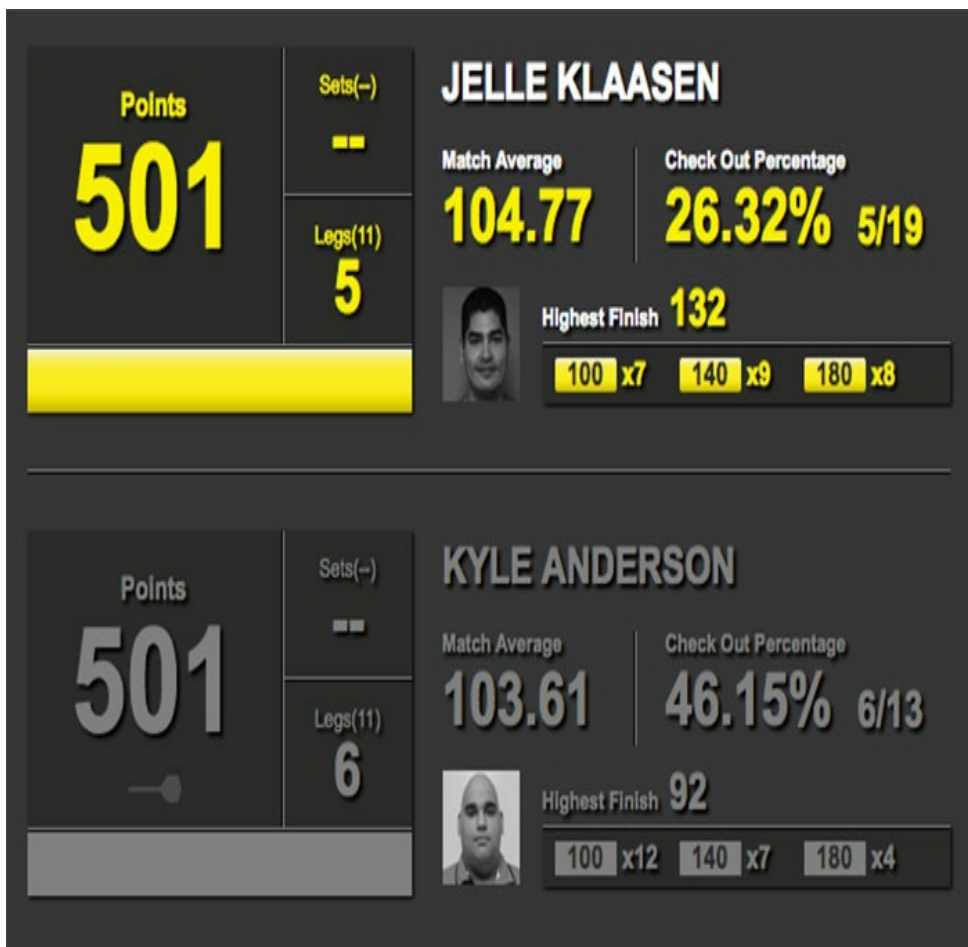 JELLE KLAASEN
Points
501
Sets(--)
--
Legs(11)
5
Match Average
104.77
Check Out Percentage
26.32% 5/19
Highest Finish 132
100 x7 140 x9 180 x8
KYLE ANDERSON
Points
501
Sets(--)
--
Legs(11)
6
Match Average
103.61
Check Out Percentage
46.15% 6/13
Highest Finish 92
100 x12 140 x7 180 x4